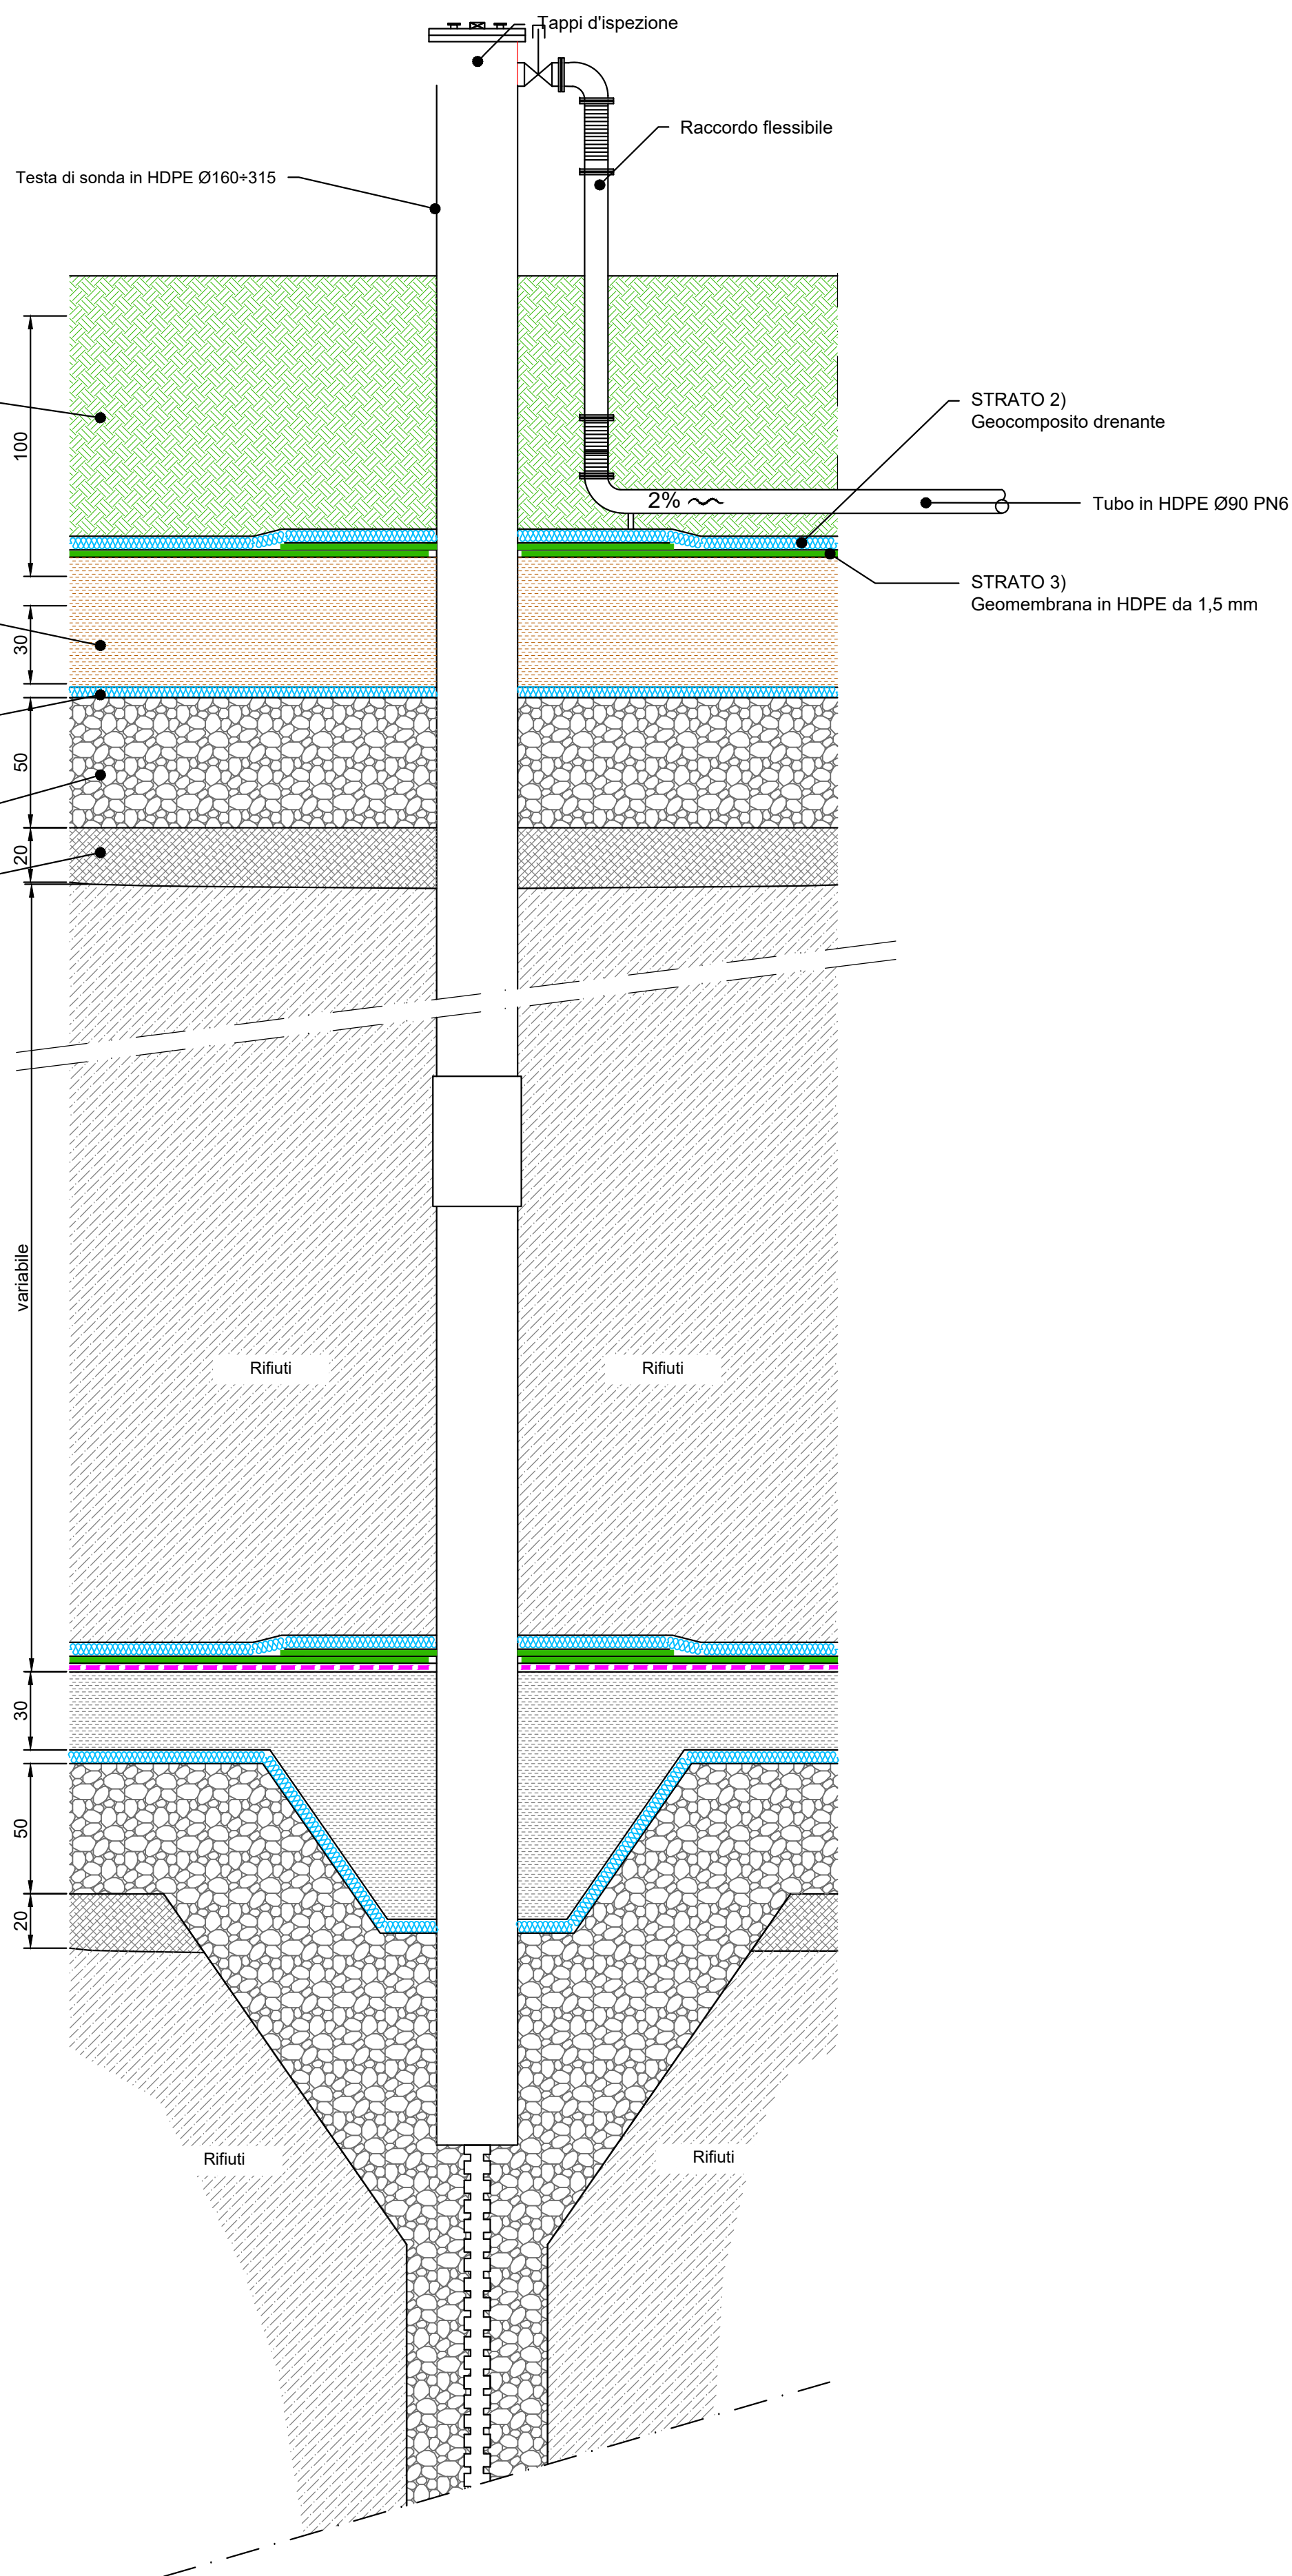 Tappi d'ispezione
Raccordo flessibile
Testa di sonda in HDPE Ø160÷315
STRATO 2)
Geocomposito drenante
100
2%
Tubo in HDPE Ø90 PN6
STRATO 3)
Geomembrana in HDPE da 1,5 mm
30
50
20
variabile
Rifiuti
Rifiuti
30
50
20
Rifiuti
Rifiuti